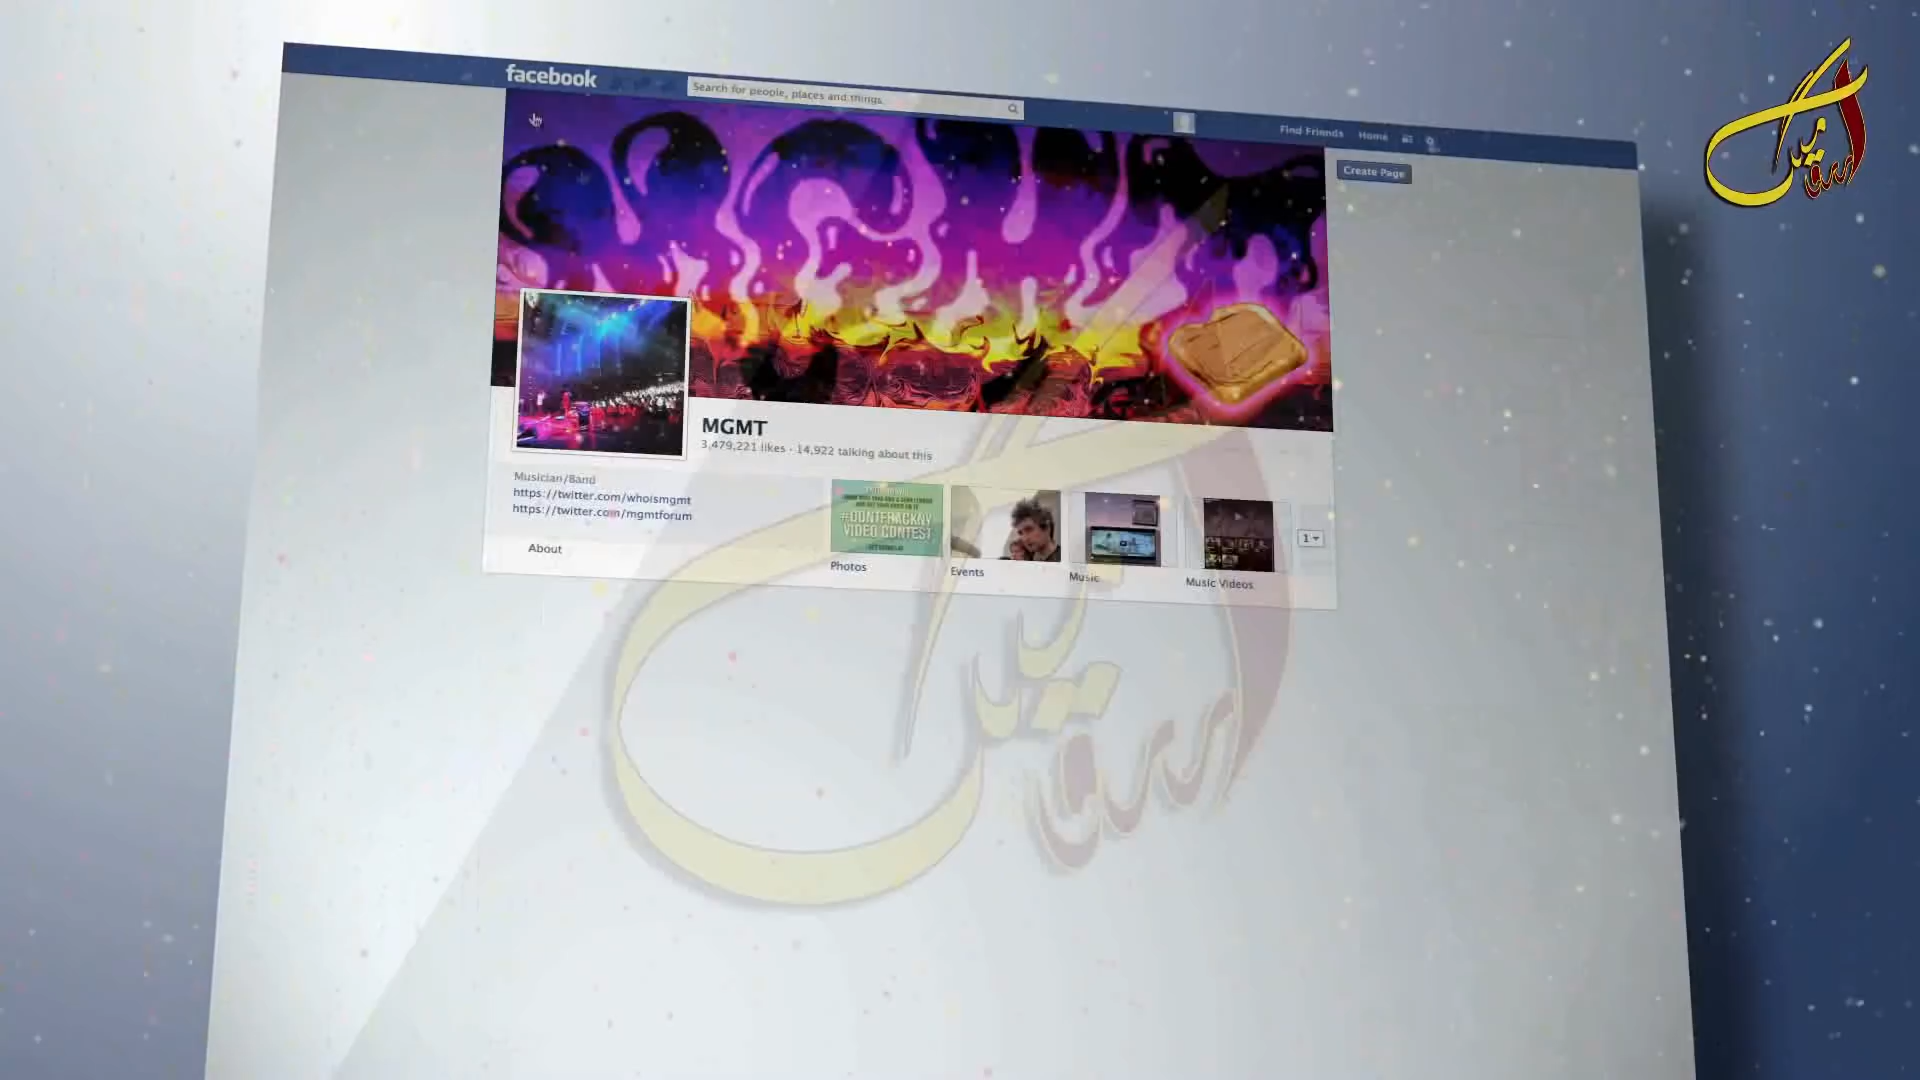 facebook
Search for people, places and things
Find Friends
Home
Create Page
MGMT
3,479,221 likes · 14,922 talking about this
Musician/Band
https://twitter.com/whoismgmt
https://twitter.com/mgmtforum
About
#DONTFRACKNY
VIDEO CONTEST
Photos
Events
Music
Music Videos
1